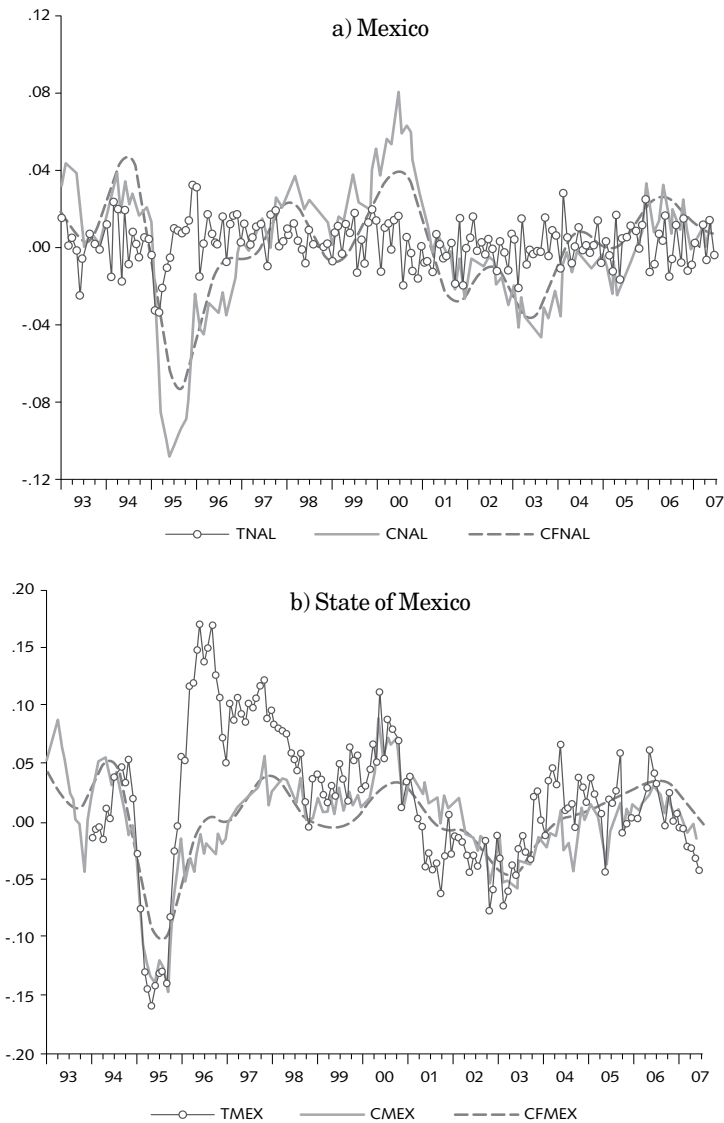 a) Mexico
.12
.08
.04
.00
-.04
-.08
-.12
93 94 95 96 97 98 99 00 01 02 03 04 05 06 07
TNAL CNAL CFNAL
b) State of Mexico
.20
.15
.10
.05
.00
-.05
-.10
-.15
-.20
93 94 95 96 97 98 99 00 01 02 03 04 05 06 07
TMEX CMEX CFMEX